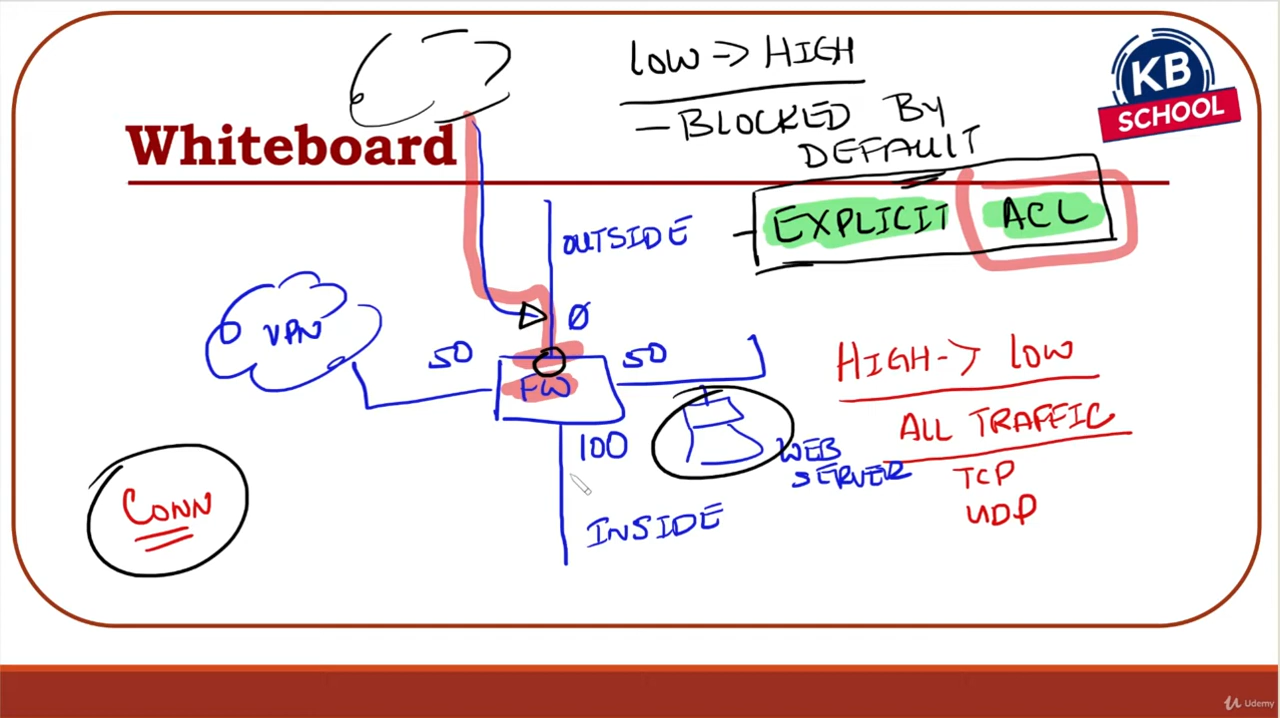 LOW => HIGH
KB
SCHOOL
- BLOCKED By
DEFAULT
Whiteboard
EXPLICIT ACL
OUTSIDE
0
VPN
50
50
FW
HIGH -> LOW
ALL TRAFFIC
100
WEB
SERVER
TCP
UDP
CONN
INSIDE
Udemy